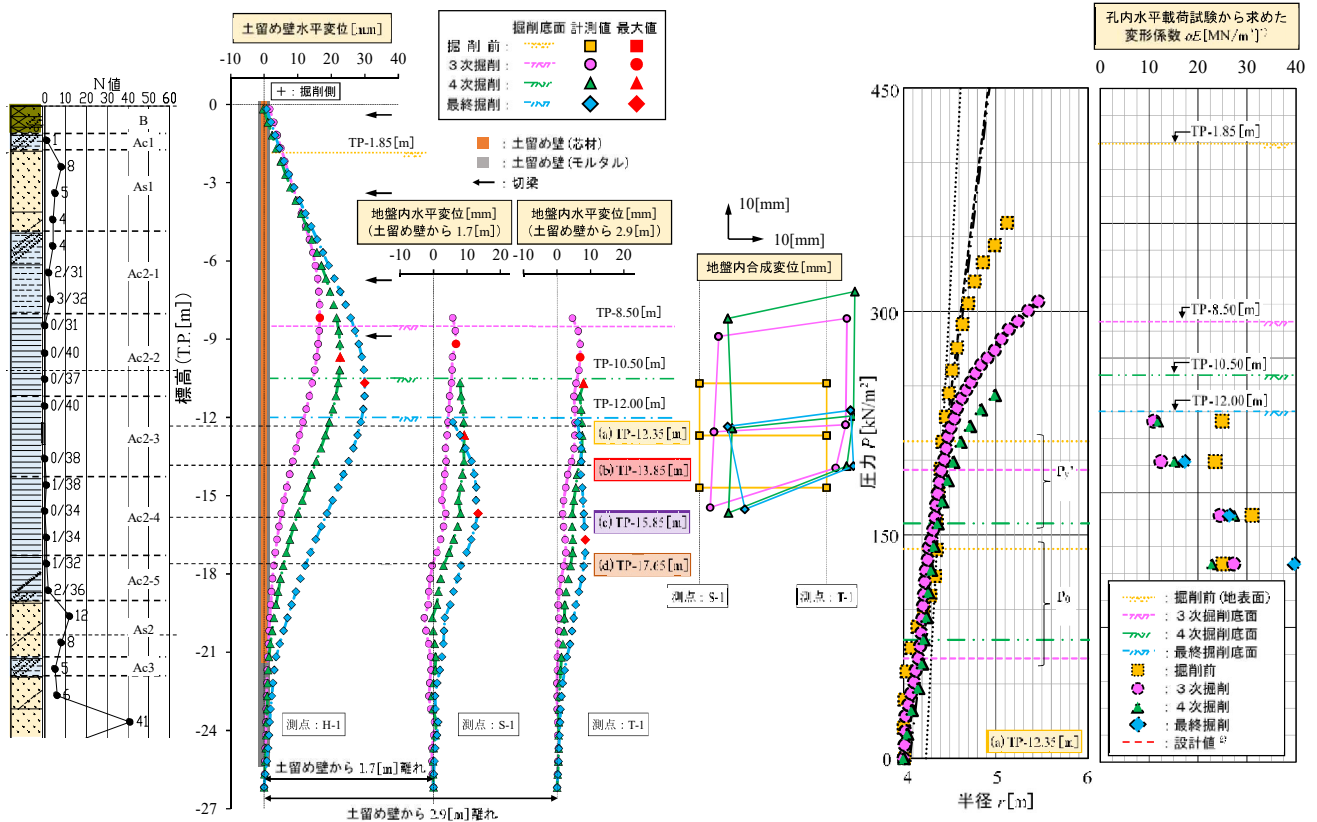 土留め壁水平変位[mm]
-10 0 10 20 30 40
+：掘削側
掘削底面 計測値 最大値
掘 削 前：
３次掘削：
４次掘削：
最終掘削：
：土留め壁(芯材)
：土留め壁(モルタル)
：切梁
N値
0 10 20 30 40 50 60
B
Ac1
As1
Ac2-1
Ac2-2
Ac2-3
Ac2-4
Ac2-5
As2
Ac3
1
8
5
4
4
2/31
3/32
0/31
0/40
0/37
0/40
0/38
1/38
0/34
1/34
1/32
2/36
12
8
5
6
41
標高(T.P.)[m]
0
-3
-6
-9
-12
-15
-18
-21
-24
-27
TP-1.85[m]
地盤内水平変位[mm]
（土留め壁から 1.7[m]）
-10 0 10 20
地盤内水平変位[mm]
（土留め壁から 2.9[m]）
-10 0 10 20
TP-8.50[m]
TP-10.50[m]
TP-12.00[m]
(a) TP-12.35[m]
(b) TP-13.85[m]
(c) TP-15.85[m]
(d) TP-17.65[m]
測点：H-1
測点：S-1
測点：T-1
土留め壁から 1.7[m]離れ
土留め壁から 2.9[m]離れ
10[mm]
10[mm]
地盤内合成変位[mm]
測点：S-1
測点：T-1
圧力 P[kN/m²]
450
300
150
0
4 5 6
半径 r[m]
Py'
P0
(a) TP-12.35[m]
孔内水平載荷試験から求めた
0 10 20 30 40
TP-1.85[m]
TP-8.50[m]
TP-10.50[m]
TP-12.00[m]
：掘削前(地表面)
：３次掘削底面
：４次掘削底面
：最終掘削底面
：掘削前
：３次掘削
：４次掘削
：最終掘削
：設計値